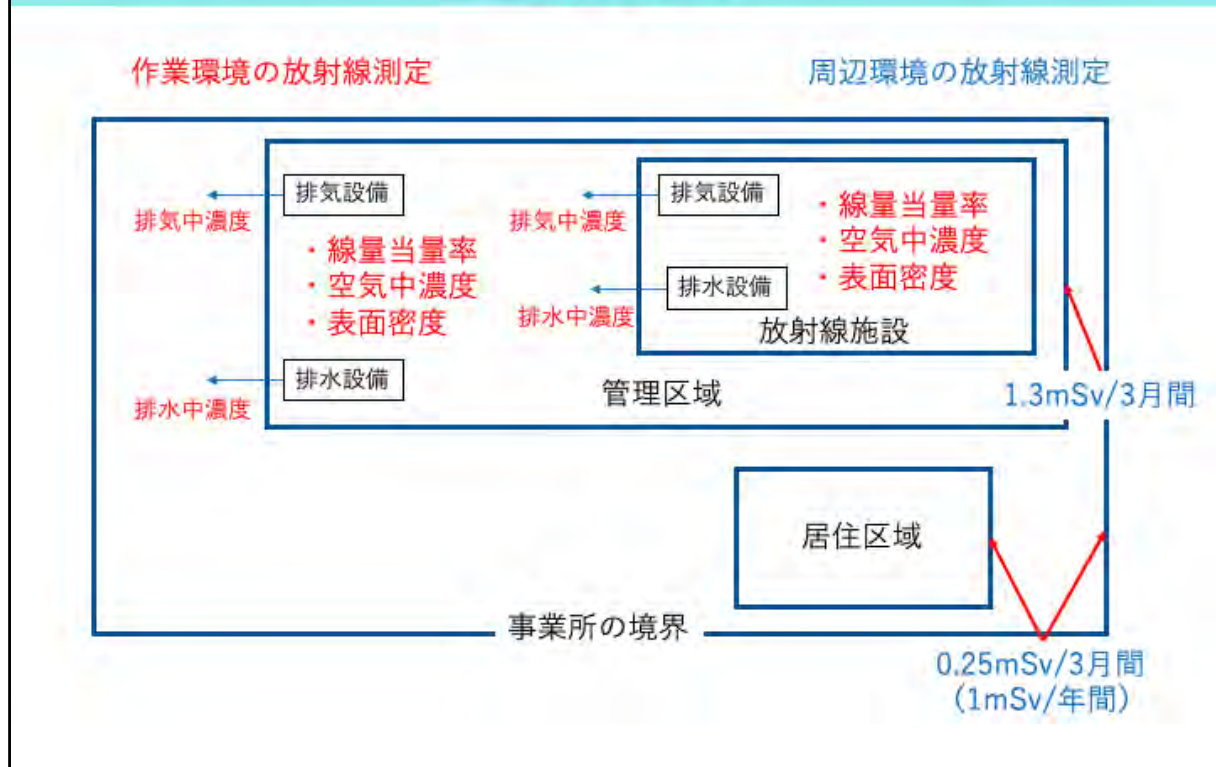 作業環境の放射線測定
周辺環境の放射線測定
排気設備
排気中濃度
・線量当量率
・空気中濃度
・表面密度
排水設備
排水中濃度
排気設備
排気中濃度
・線量当量率
・空気中濃度
・表面密度
排水設備
排水中濃度
放射線施設
管理区域
1.3mSv/3月間
居住区域
事業所の境界
0.25mSv/3月間
(1mSv/年間)